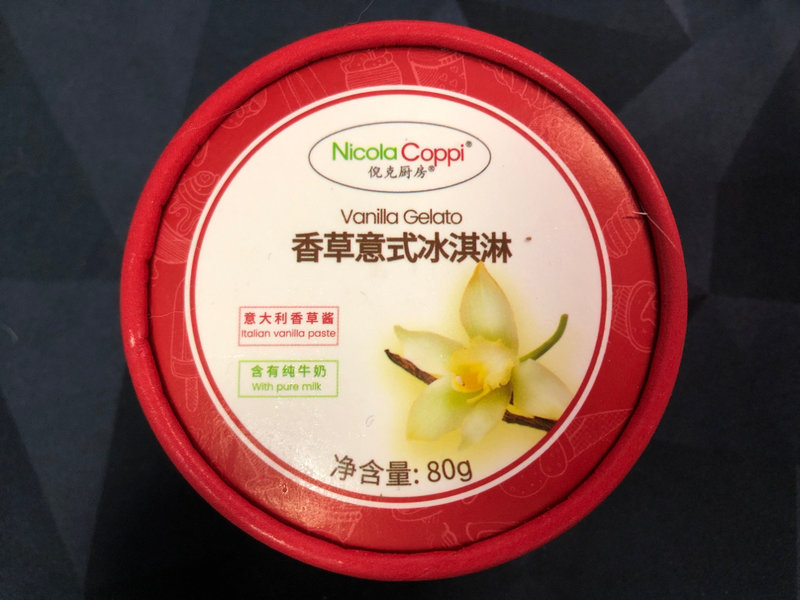 Nicola Coppi®
倪克厨房®
Vanilla Gelato
香草意式冰淇淋
意大利香草酱
Italian vanilla paste
含有纯牛奶
With pure milk
净含量: 80g